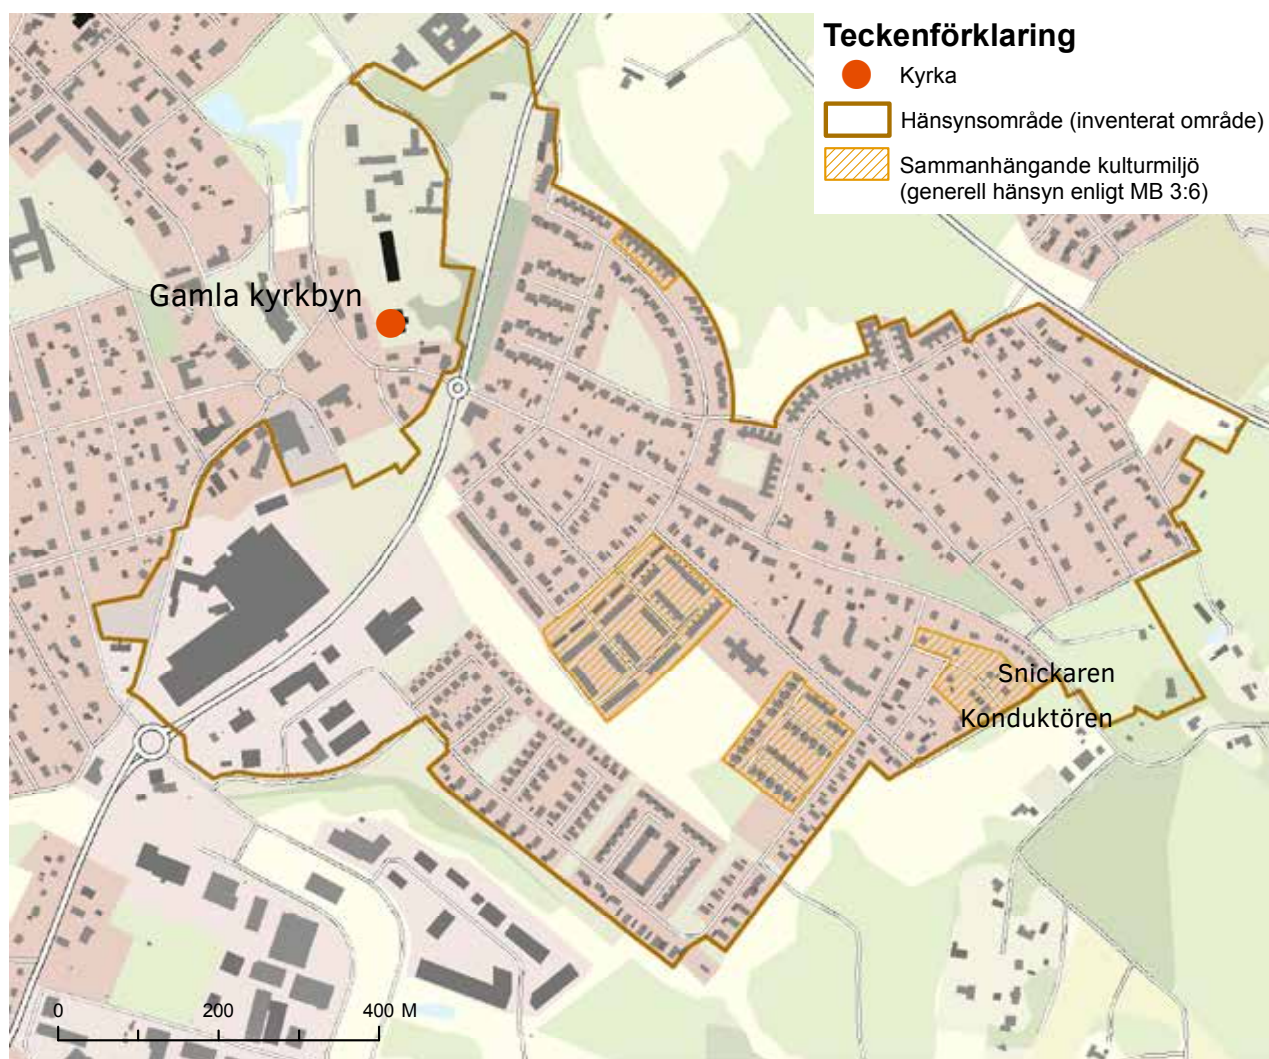 Teckenförklaring
Kyrka
Hänsynsområde (inventerat område)
Sammanhängande kulturmiljö
(generell hänsyn enligt MB 3:6)
Gamla kyrkbyn
Snickaren
Konduktören
0 200 400 M